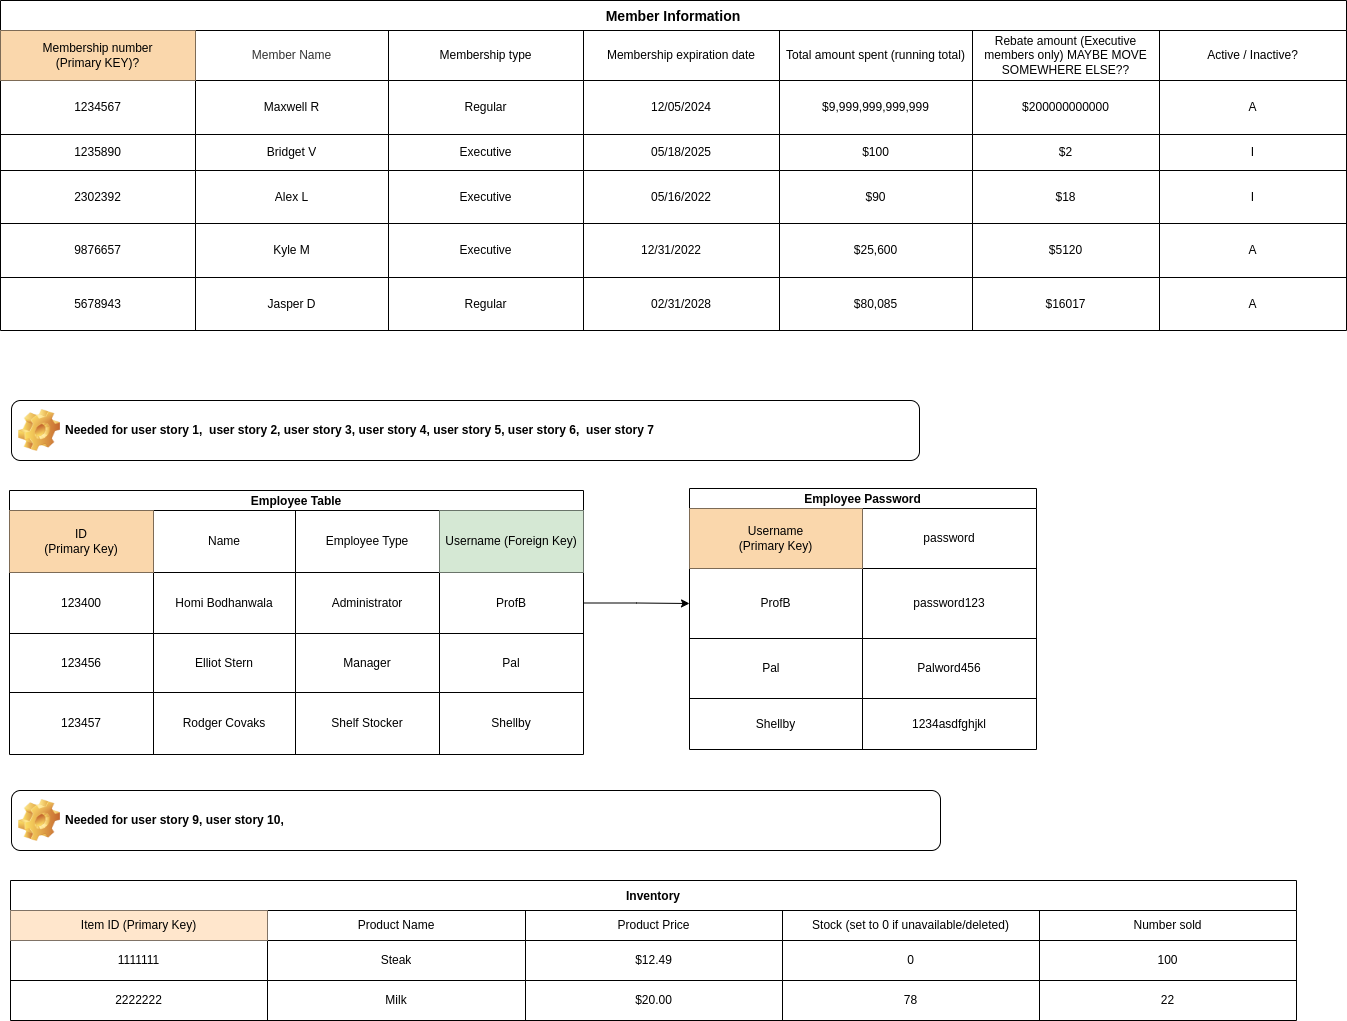 Member Information
Membership number
(Primary KEY)?
Member Name
Membership type
Membership expiration date
Total amount spent (running total)
Rebate amount (Executive
members only) MAYBE MOVE
SOMEWHERE ELSE??
Active / Inactive?
1234567 Maxwell R Regular 12/05/2024 $9,999,999,999,999 $200000000000 A
1235890 Bridget V Executive 05/18/2025 $100 $2 I
2302392 Alex L Executive 05/16/2022 $90 $18 I
9876657 Kyle M Executive 12/31/2022 $25,600 $5120 A
5678943 Jasper D Regular 02/31/2028 $80,085 $16017 A
Needed for user story 1,  user story 2, user story 3, user story 4, user story 5, user story 6,  user story 7
Employee Table
ID
(Primary Key)
Name
Employee Type
Username (Foreign Key)
123400 Homi Bodhanwala Administrator ProfB
123456 Elliot Stern Manager Pal
123457 Rodger Covaks Shelf Stocker Shellby
Employee Password
Username
(Primary Key)
password
ProfB password123
Pal Palword456
Shellby 1234asdfghjkl
Needed for user story 9, user story 10,
Inventory
Item ID (Primary Key) Product Name Product Price Stock (set to 0 if unavailable/deleted) Number sold
1111111 Steak $12.49 0 100
2222222 Milk $20.00 78 22